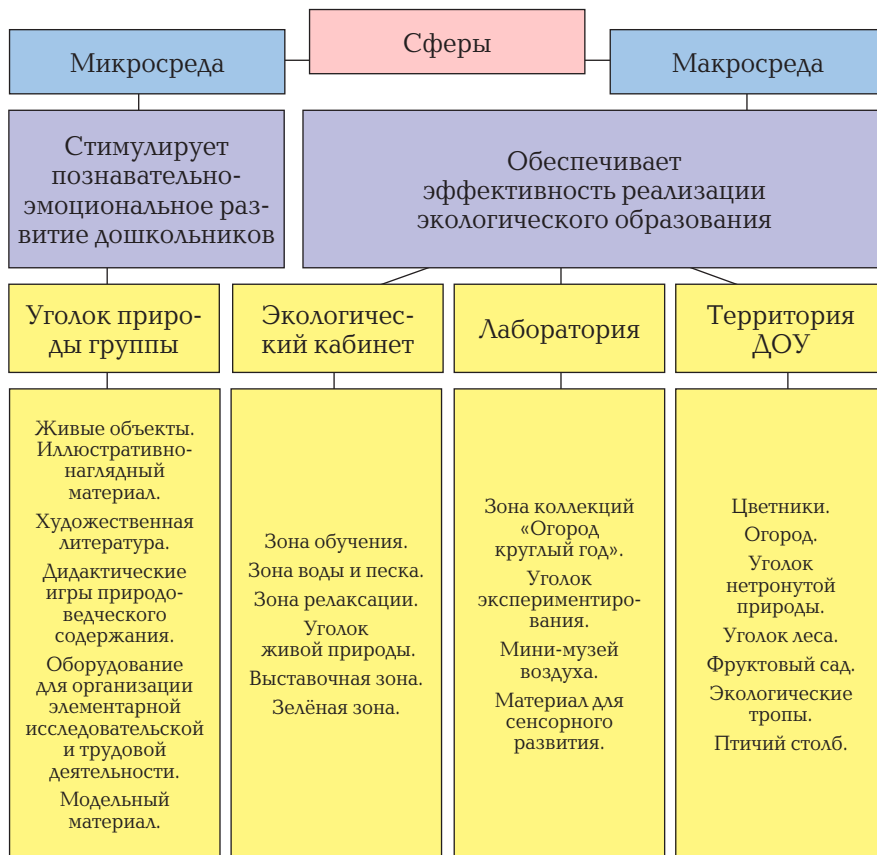 Сферы
Микросреда
Макросреда
Стимулирует
познавательно-
эмоциональное раз-
витие дошкольников
Обеспечивает
эффективность реализации
экологического образования
Уголок приро-
ды группы
Экологичес-
кий кабинет
Лаборатория
Территория
ДОУ
Живые объекты.
Иллюстративно-
наглядный
материал.
Художественная
литература.
Дидактические
игры природо-
ведческого
содержания.
Оборудование
для организации
элементарной
исследовательской
и трудовой
деятельности.
Модельный
материал.
Зона обучения.
Зона воды и песка.
Зона релаксации.
Уголок
живой природы.
Выставочная зона.
Зелёная зона.
Зона коллекций
«Огород
круглый год».
Уголок
экспериментиро-
вания.
Мини-музей
воздуха.
Материал для
сенсорного
развития.
Цветники.
Огород.
Уголок
нетронутой
природы.
Уголок леса.
Фруктовый сад.
Экологические
тропы.
Птичий столб.